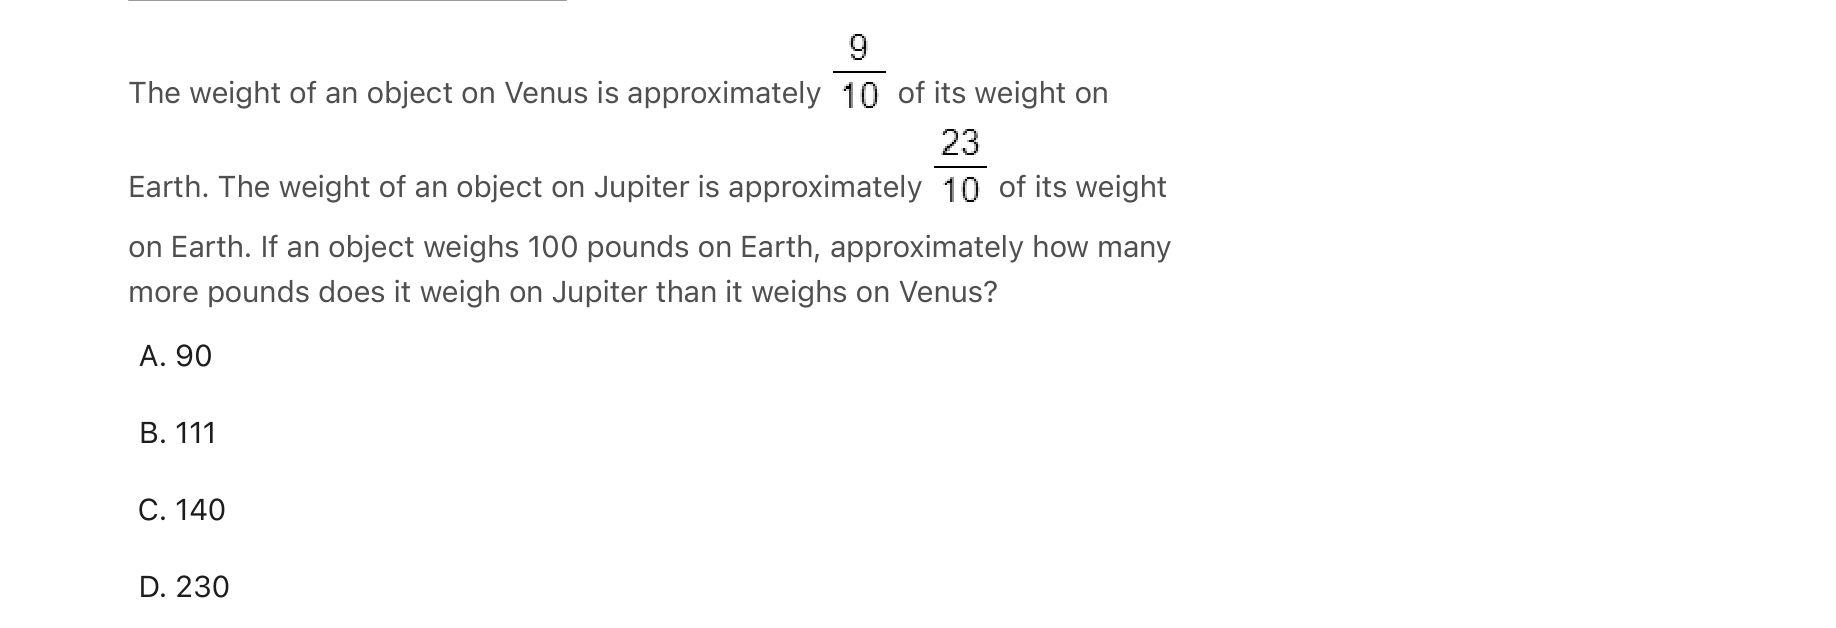 The weight of an object on Venus is approximately 9/10 of its weight on
Earth. The weight of an object on Jupiter is approximately 23/10 of its weight
on Earth. If an object weighs 100 pounds on Earth, approximately how many
more pounds does it weigh on Jupiter than it weighs on Venus?
A. 90
B. 111
C. 140
D. 230